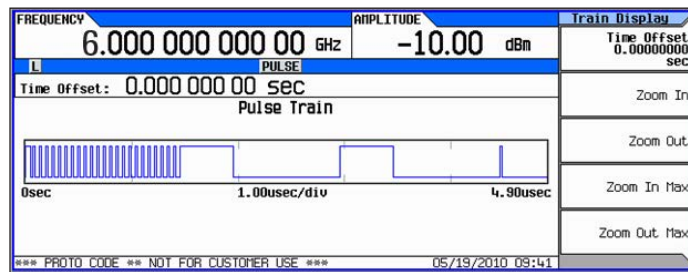 FREQUENCY AMPLITUDE Train Display
6.000 000 000 00 GHz -10.00 dBm
Time Offset
0.00000000
sec
L PULSE
Time Offset: 0.000 000 00 sec
Pulse Train
Zoom In
Zoom Out
0sec 1.00usec/div 4.90usec
Zoom In Max
Zoom Out Max
*** PROTO CODE ** NOT FOR CUSTOMER USE *** 05/19/2010 09:41